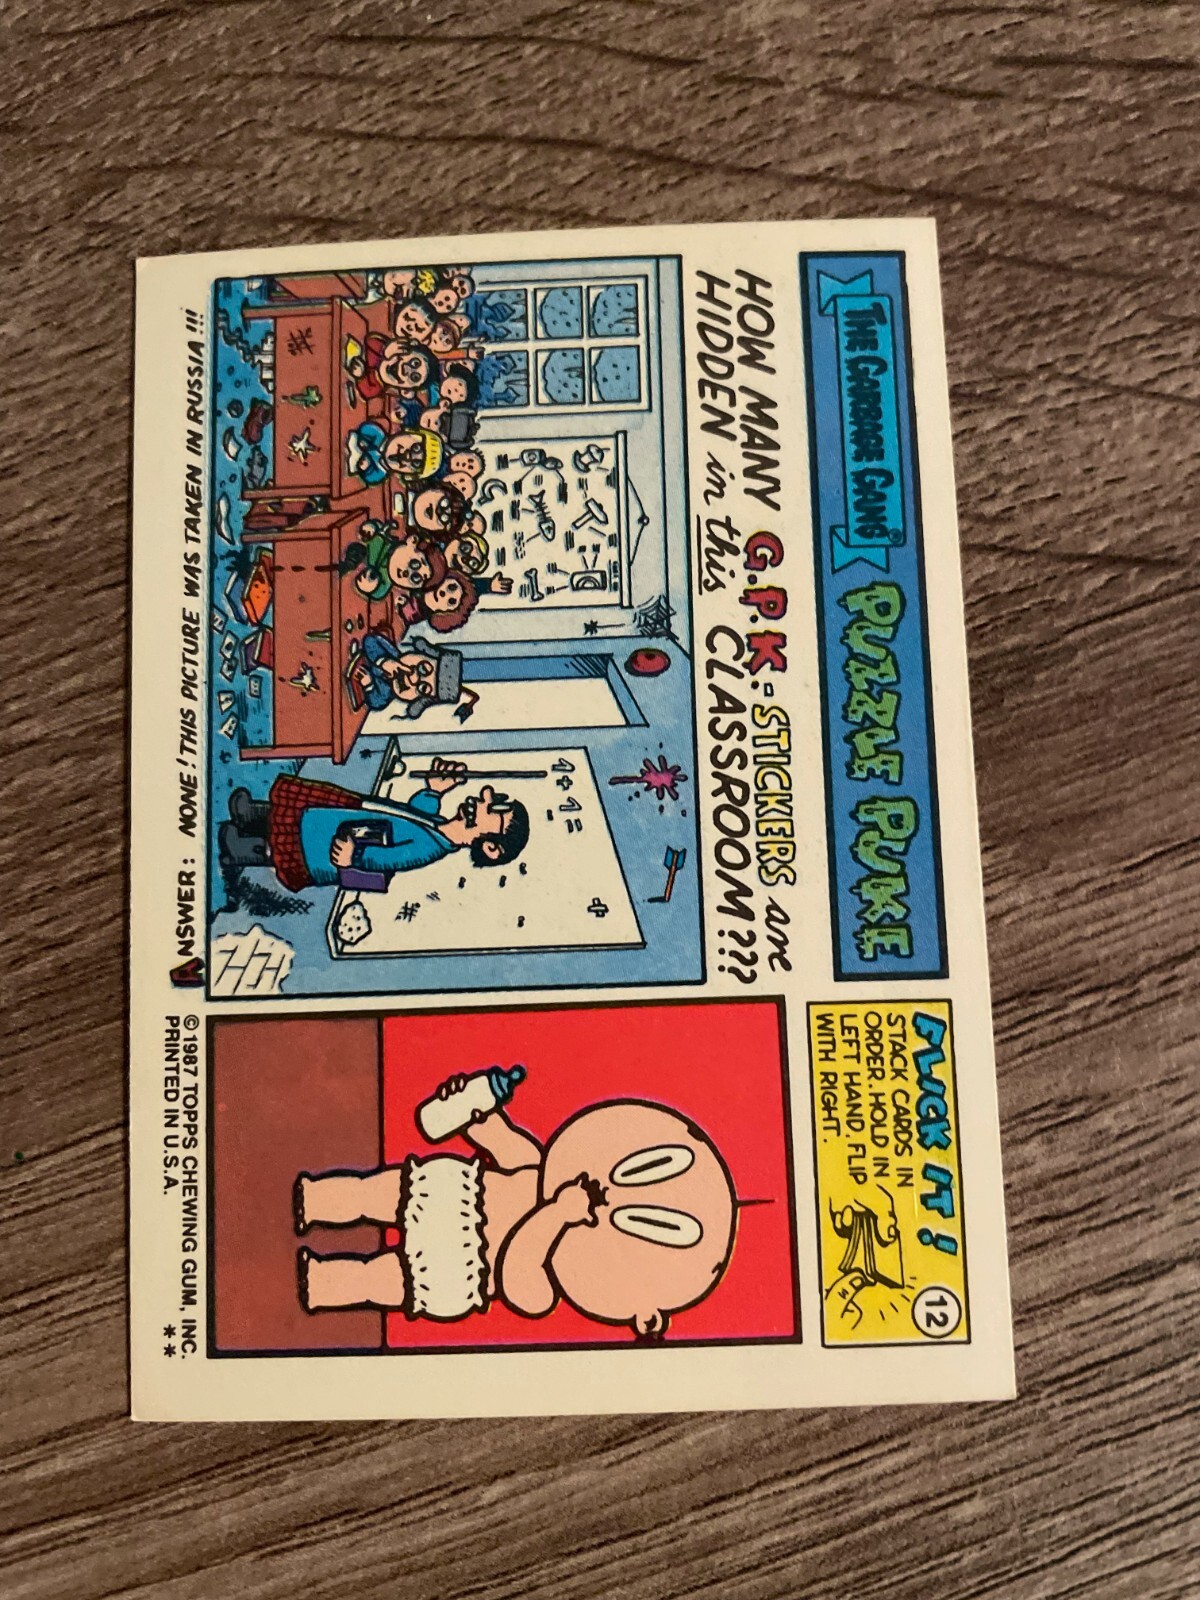 THE GARBAGE GANG® PUZZLE PUKE
HOW MANY G.P.K.-STICKERS are
HIDDEN in this CLASSROOM???
1+1=
ANSWER: NONE! THIS PICTURE WAS TAKEN IN RUSSIA!!!
FLICK IT!
12
STACK CARDS IN
ORDER. HOLD IN
LEFT HAND, FLIP
WITH RIGHT.
© 1987 TOPPS CHEWING GUM, INC.
PRINTED IN U.S.A. **